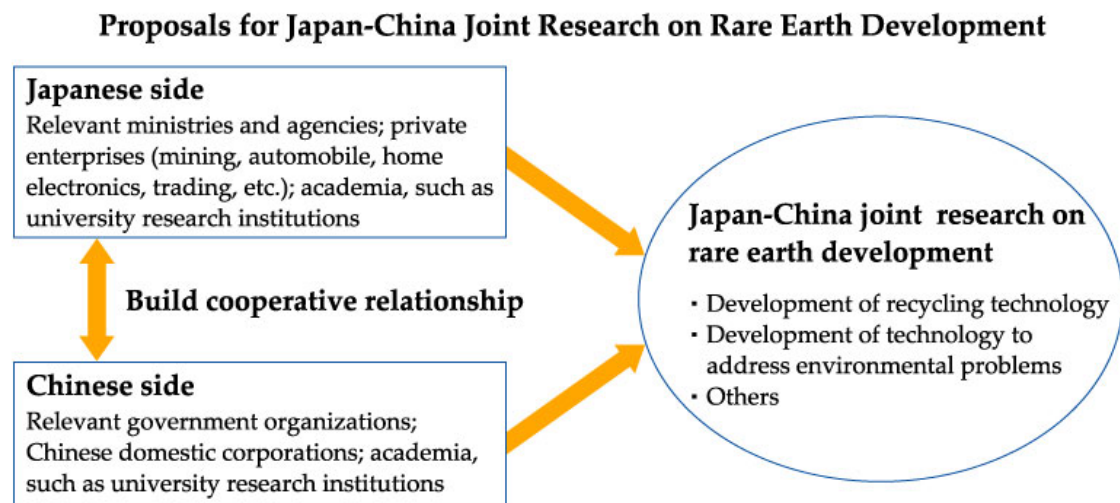 Proposals for Japan-China Joint Research on Rare Earth Development
Japanese side
Relevant ministries and agencies; private
enterprises (mining, automobile, home
electronics, trading, etc.); academia, such as
university research institutions
Build cooperative relationship
Chinese side
Relevant government organizations;
Chinese domestic corporations; academia,
such as university research institutions
Japan-China joint research on
rare earth development
・Development of recycling technology
・Development of technology to
address environmental problems
・Others